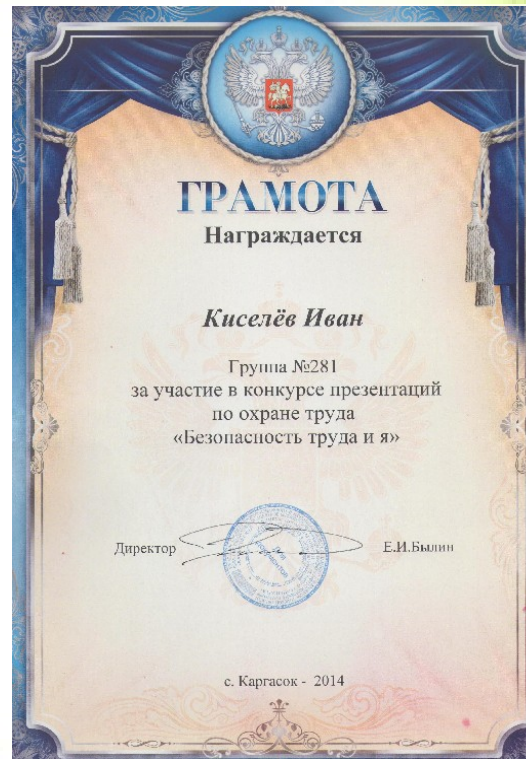 ГРАМОТА
Награждается
Киселёв Иван
Группа №281
за участие в конкурсе презентаций
по охране труда
«Безопасность труда и я»
Директор Е.И.Былин
с. Каргасок - 2014